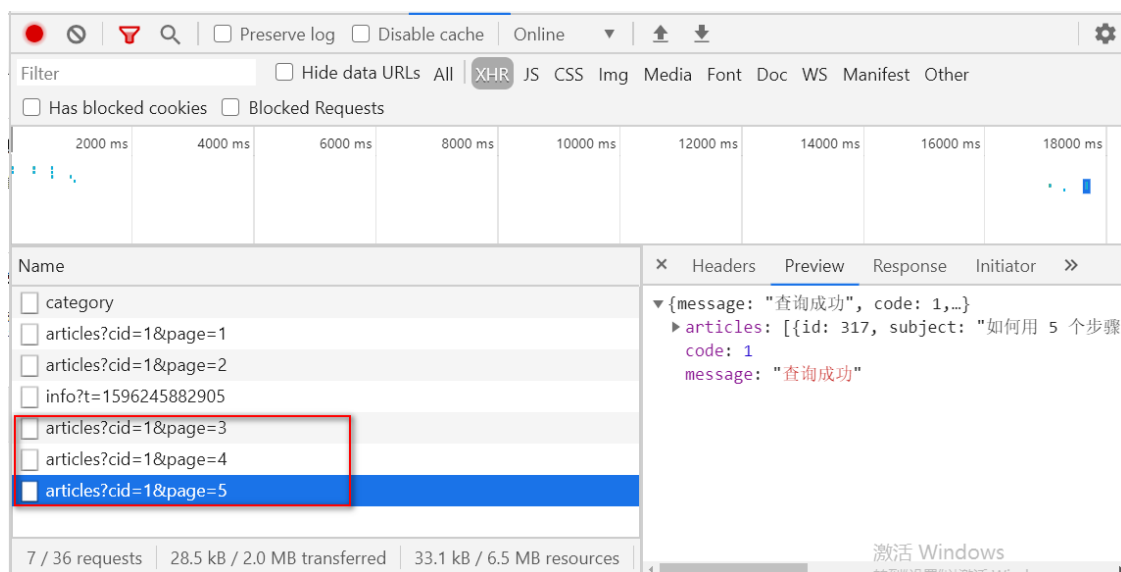 Preserve log Disable cache Online
Filter Hide data URLs All XHR JS CSS Img Media Font Doc WS Manifest Other
Has blocked cookies Blocked Requests
2000 ms 4000 ms 6000 ms 8000 ms 10000 ms 12000 ms 14000 ms 16000 ms 18000 ms
Name
category
articles?cid=1&page=1
articles?cid=1&page=2
info?t=1596245882905
articles?cid=1&page=3
articles?cid=1&page=4
articles?cid=1&page=5
7 / 36 requests 28.5 kB / 2.0 MB transferred 33.1 kB / 6.5 MB resources
× Headers Preview Response Initiator »
▼{message: "查询成功", code: 1,…}
▶articles: [{id: 317, subject: "如何用 5 个步骤
code: 1
message: "查询成功"
激活 Windows